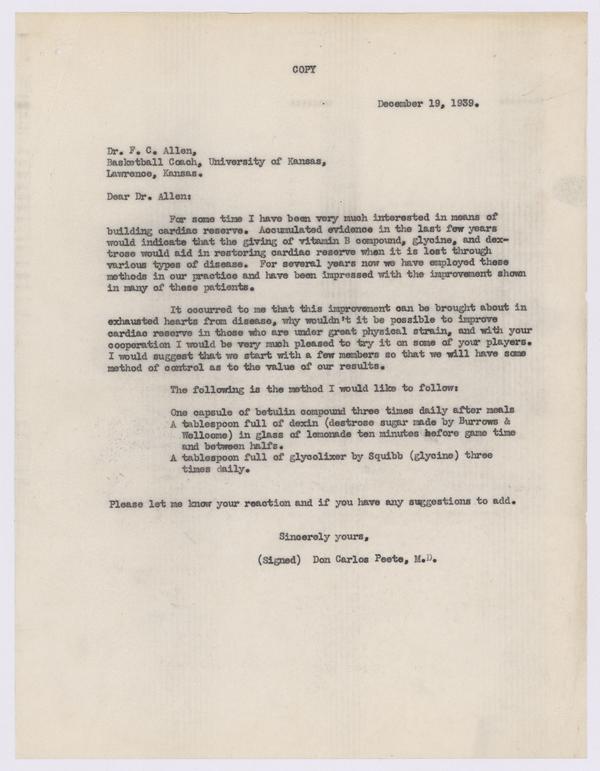 COPY
December 19, 1939.
Dr. F. C. Allen,
Basketball Coach, University of Kansas,
Lawrence, Kansas.
Dear Dr. Allen:
For some time I have been very much interested in means of
building cardiac reserve. Accumulated evidence in the last few years
would indicate that the giving of vitamin B compound, glycine, and dex-
trose would aid in restoring cardiac reserve when it is lost through
various types of disease. For several years now we have employed these
methods in our practice and have been impressed with the improvement shown
in many of these patients.
It occurred to me that this improvement can be brought about in
exhausted hearts from disease, why wouldn't it be possible to improve
cardiac reserve in those who are under great physical strain, and with your
cooperation I would be very much pleased to try it on some of your players.
I would suggest that we start with a few members so that we will have some
method of control as to the value of our results.
The following is the method I would like to follow:
One capsule of betulin compound three times daily after meals
A tablespoon full of dexin (destrose sugar made by Burrows &
Wellcome) in glass of lemonade ten minutes before game time
and between halfs.
A tablespoon full of glycolixer by Squibb (glycine) three
times daily.
Please let me know your reaction and if you have any suggestions to add.
Sincerely yours,
(Signed) Don Carlos Peete, M.D.